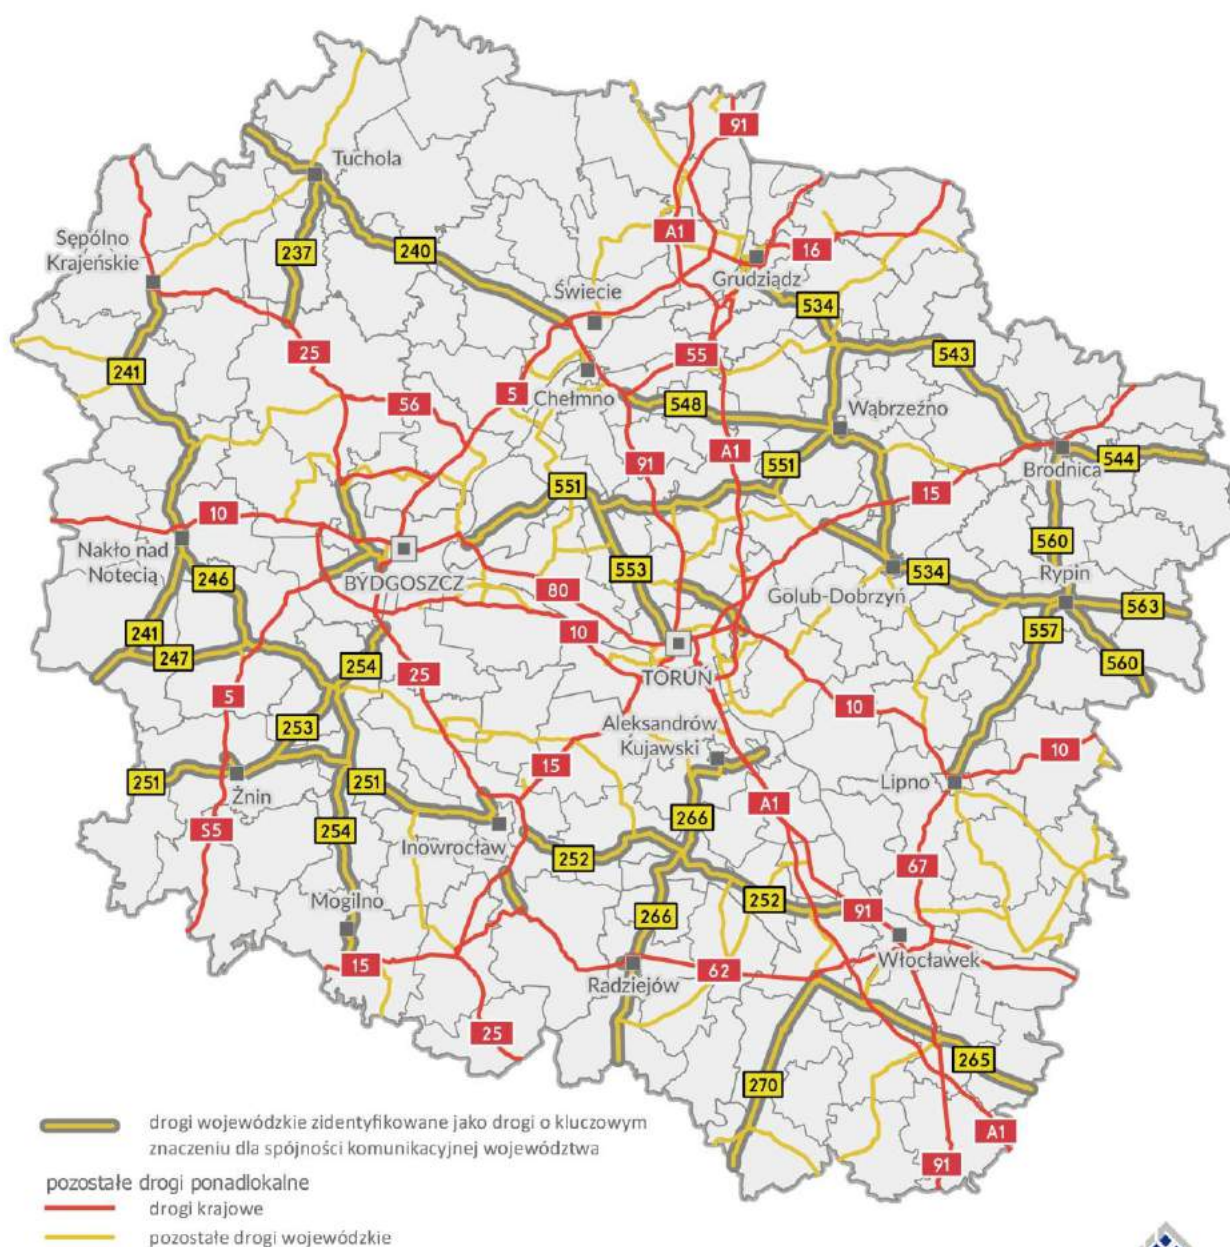 91
Tuchola
A1
Sępólno
Krajeńskie
237
240
16
Grudziądz
Świecie
534
25
55
543
241
5
56
Chełmno
548
Wąbrzeźno
A1
91
551
Brodnica
544
551
15
10
Nakło nad
Notecią
BYDGOSZCZ
246
553
560
Rypin
Golub-Dobrzyń
534
563
80
241
10
557
247
254
TORUŃ
560
25
5
10
Aleksandrów
Kujawski
253
10
15
251
251
Lipno
Żnin
A1
266
S5
254
Inowrocław
252
67
Mogilno
252
91
266
Włocławek
15
62
Radziejów
25
265
270
A1
91
drogi wojewódzkie zidentyfikowane jako drogi o kluczowym
znaczeniu dla spójności komunikacyjnej województwa
pozostałe drogi ponadlokalne
drogi krajowe
pozostałe drogi wojewódzkie